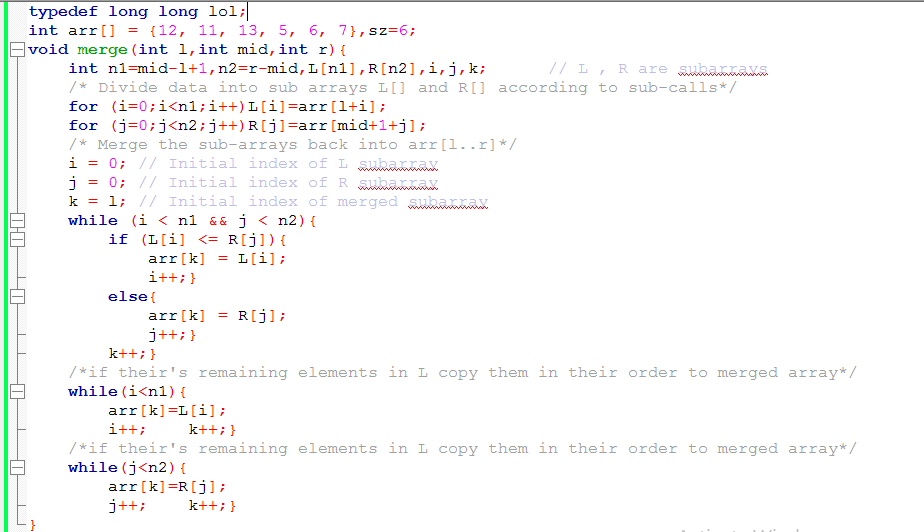 typedef long long lol;
int arr[] = {12, 11, 13, 5, 6, 7},sz=6;
void merge(int l,int mid,int r){
    int n1=mid-l+1,n2=r-mid,L[n1],R[n2],i,j,k;      // L , R are subarrays
    /* Divide data into sub arrays L[] and R[] according to sub-calls*/
    for (i=0;i<n1;i++)L[i]=arr[l+i];
    for (j=0;j<n2;j++)R[j]=arr[mid+1+j];
    /* Merge the sub-arrays back into arr[l..r]*/
    i = 0; // Initial index of L subarray
    j = 0; // Initial index of R subarray
    k = l; // Initial index of merged subarray
    while (i < n1 && j < n2){
        if (L[i] <= R[j]){
            arr[k] = L[i];
            i++;}
        else{
            arr[k] = R[j];
            j++;}
        k++;}
    /*if their's remaining elements in L copy them in their order to merged array*/
    while(i<n1){
        arr[k]=L[i];
        i++;    k++;}
    /*if their's remaining elements in L copy them in their order to merged array*/
    while(j<n2){
        arr[k]=R[j];
        j++;    k++;}
}